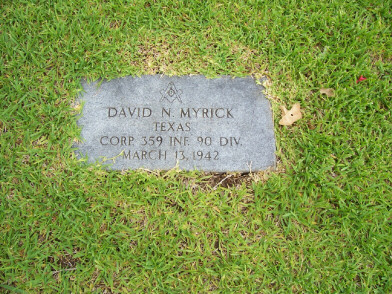 DAVID N. MYRICK
TEXAS
CORP. 359 INF. 90 DIV.
MARCH 13, 1942